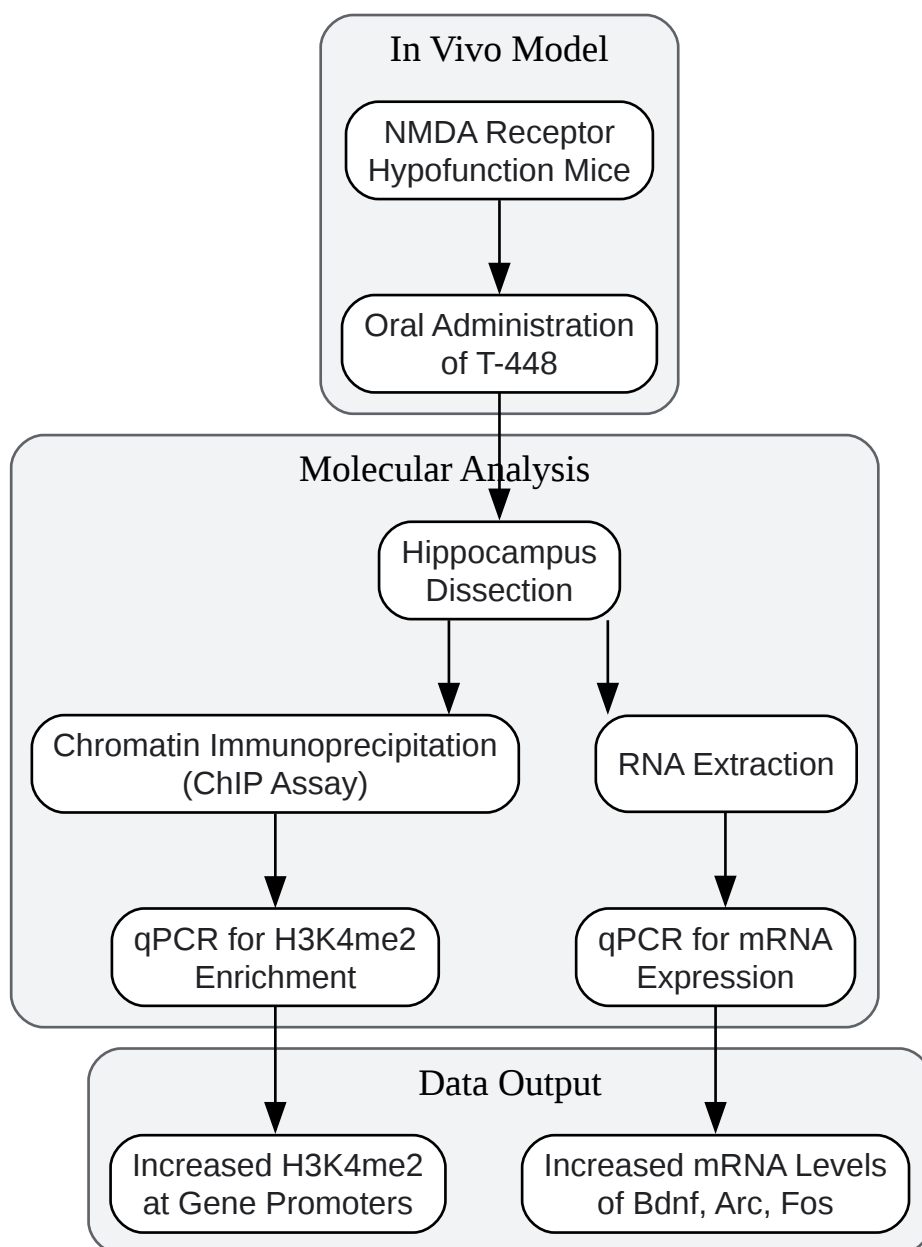 In Vivo Model
NMDA Receptor
Hypofunction Mice
Oral Administration
of T-448
Molecular Analysis
Hippocampus
Dissection
Chromatin Immunoprecipitation
(ChIP Assay)
RNA Extraction
qPCR for H3K4me2
Enrichment
qPCR for mRNA
Expression
Data Output
Increased H3K4me2
at Gene Promoters
Increased mRNA Levels
of Bdnf, Arc, Fos